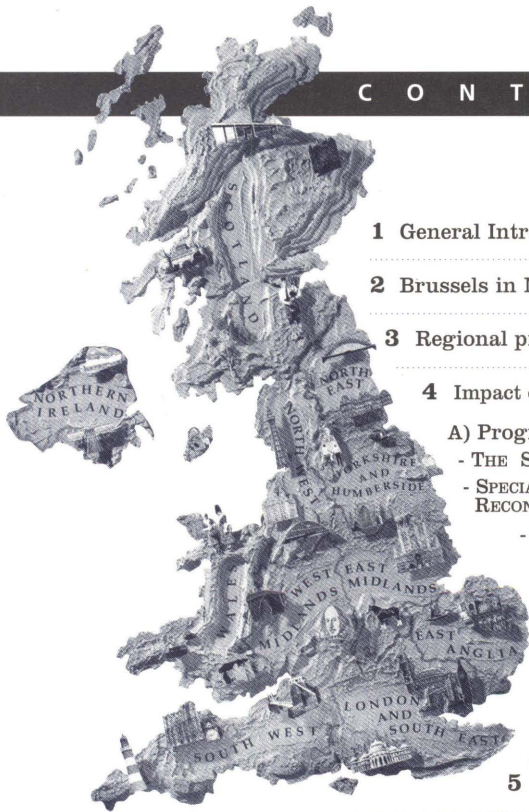 C O N T
1 General Intr
2 Brussels in
3 Regional p
4 Impact
A) Prog
- THE S
- SPECIA
RECON
-
5
SCOTLAND
NORTHERN
IRELAND
NORTH
EAST
NORTH WEST
YORKSHIRE
AND
HUMBERSIDE
WALES
WEST
MIDLANDS
EAST
MIDLANDS
EAST
ANGLIA
LONDON
AND
SOUTH EAST
SOUTH WEST